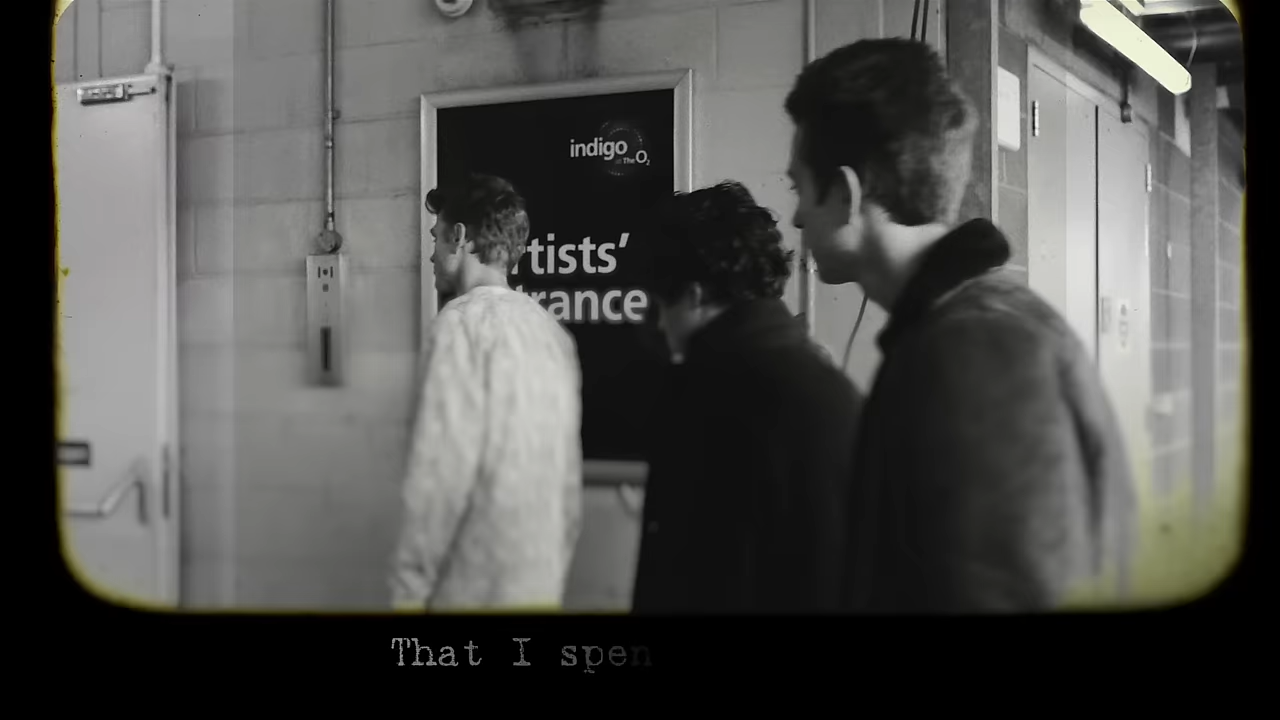 indigo
at The O2
rtists'
trance
That I spen